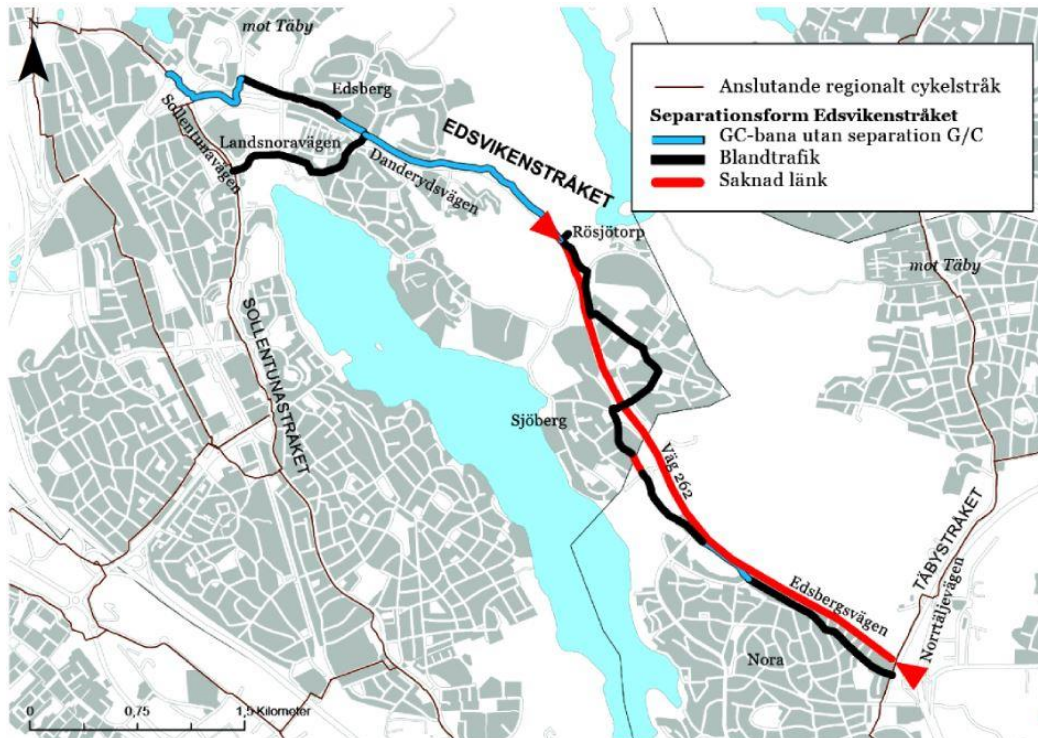 mot Täby
N
Edsberg
Sollentunavägen
Landsnoravägen
EDSVIKENSTRÅKET
Danderydsvägen
Rösjötorp
Anslutande regionalt cykelstråk
Separationsform Edsvikenstråket
GC-bana utan separation G/C
Blandtrafik
Saknad länk
mot Täby
SOLLENTUNASTRÅKET
Sjöberg
Väg 262
TÄBYSTRÅKET
Edsbergsvägen
Norrtäljevägen
Nora
0 0,75 1,5 Kilometer